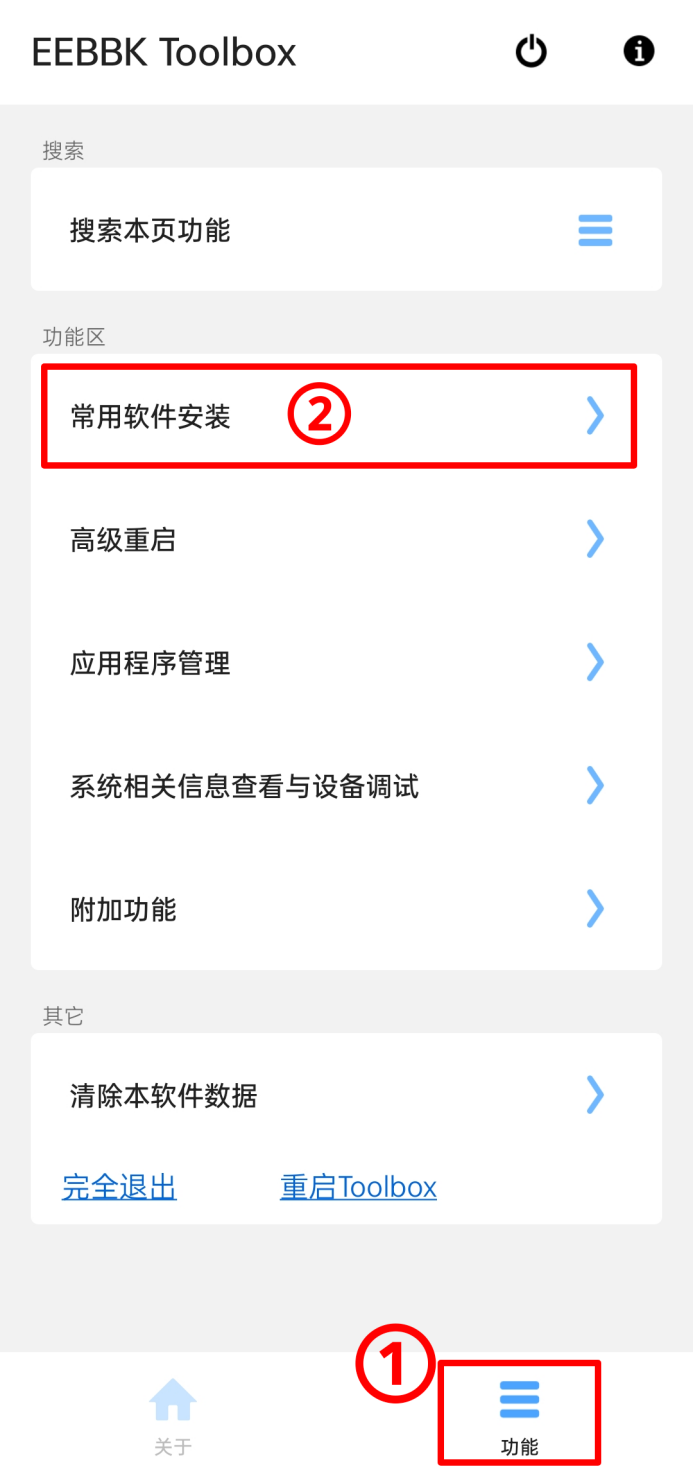 EEBBK Toolbox
搜索
搜索本页功能
功能区
常用软件安装 ②
高级重启
应用程序管理
系统相关信息查看与设备调试
附加功能
其它
清除本软件数据
完全退出 重启Toolbox
①
关于 功能